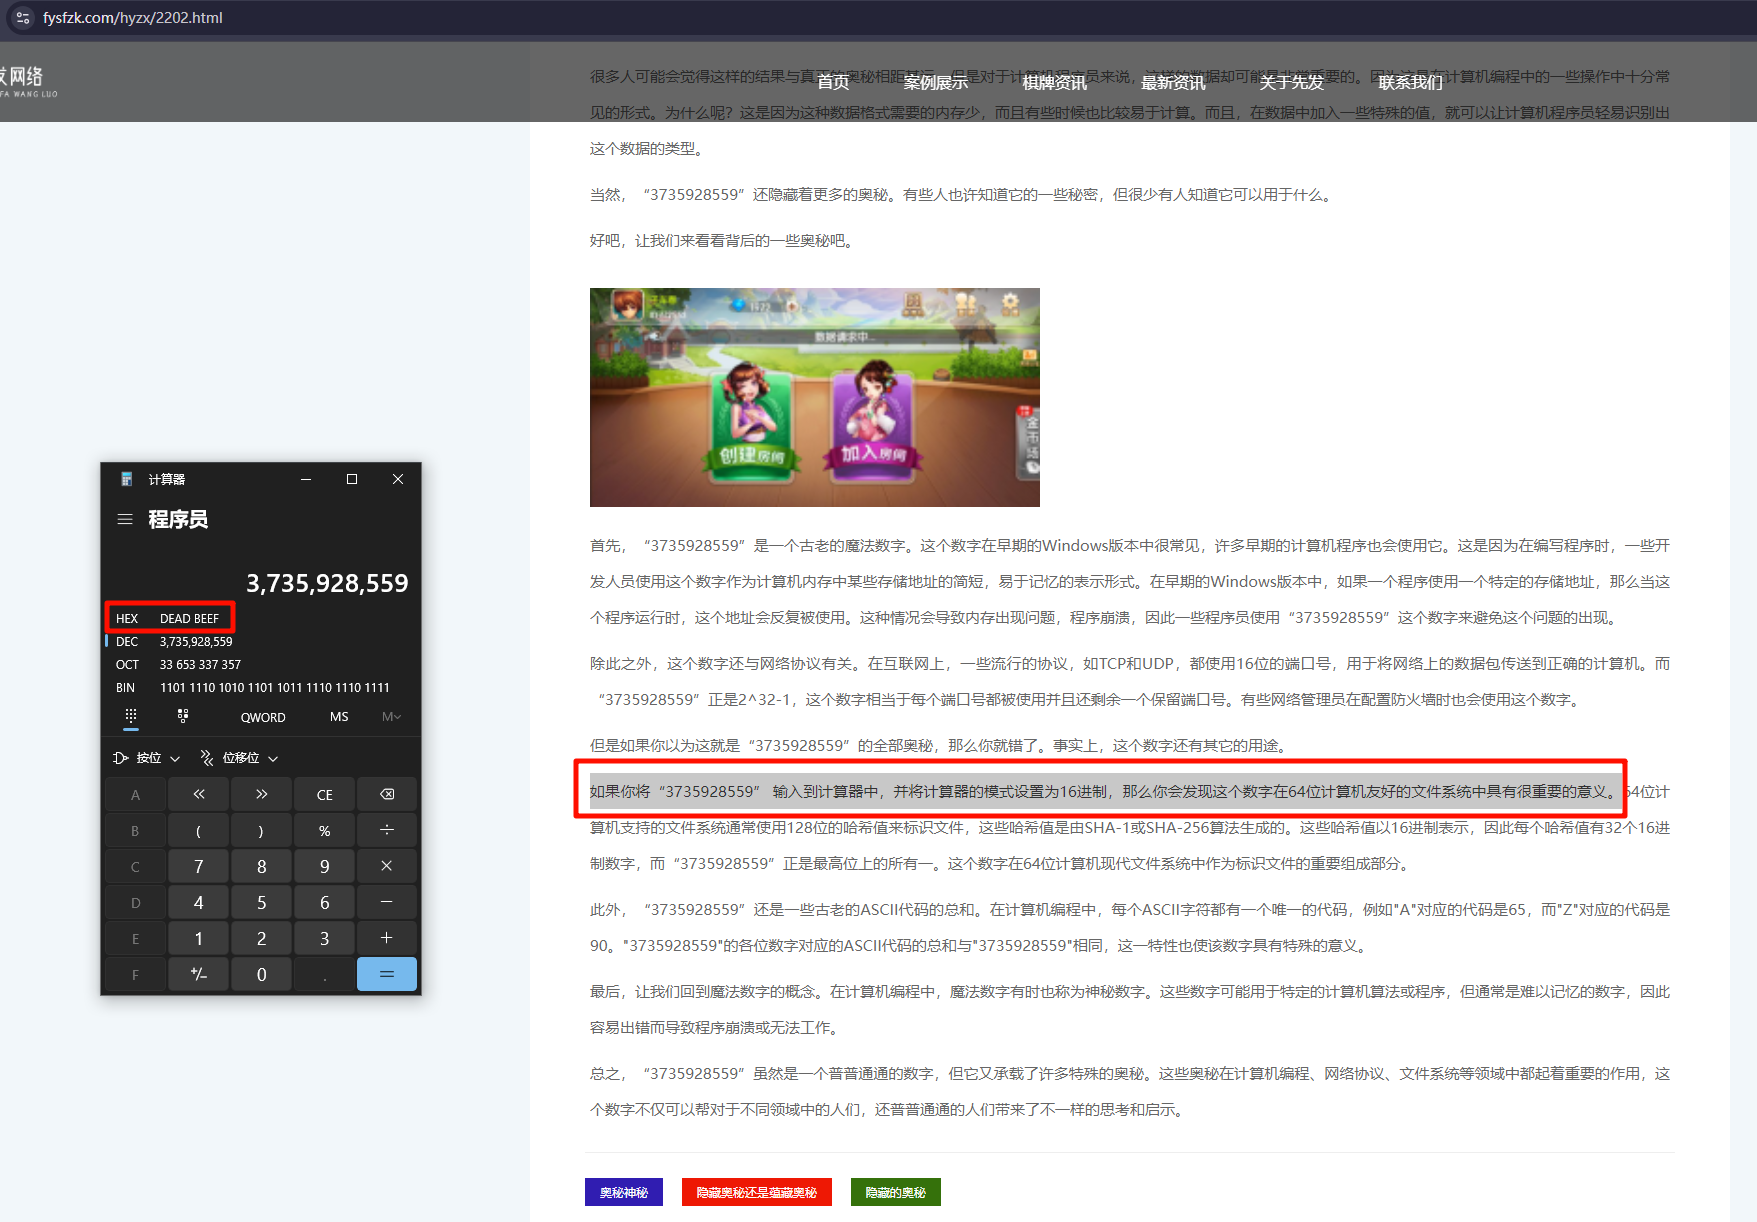 fysfzk.com/hyzx/2202.html
发网络
FA WANG LUO
首页
案例展示
棋牌资讯
最新资讯
关于先发
联系我们
很多人可能会觉得这样的结果与真正的奥秘相距甚远，但是对于计算机程序员来说，这样的数据却可能是非常重要的。因为这是在计算机编程中的一些操作中十分常
见的形式。为什么呢？这是因为这种数据格式需要的内存少，而且有些时候也比较易于计算。而且，在数据中加入一些特殊的值，就可以让计算机程序员轻易识别出
这个数据的类型。
当然，“3735928559”还隐藏着更多的奥秘。有些人也许知道它的一些秘密，但很少有人知道它可以用于什么。
好吧，让我们来看看背后的一些奥秘吧。
数据请求中...
创建房间
加入房间
金币场
首先，“3735928559”是一个古老的魔法数字。这个数字在早期的Windows版本中很常见，许多早期的计算机程序也会使用它。这是因为在编写程序时，一些开
发人员使用这个数字作为计算机内存中某些存储地址的简短，易于记忆的表示形式。在早期的Windows版本中，如果一个程序使用一个特定的存储地址，那么当这
个程序运行时，这个地址会反复被使用。这种情况会导致内存出现问题，程序崩溃，因此一些程序员使用“3735928559”这个数字来避免这个问题的出现。
除此之外，这个数字还与网络协议有关。在互联网上，一些流行的协议，如TCP和UDP，都使用16位的端口号，用于将网络上的数据包传送到正确的计算机。而
“3735928559”正是2^32-1，这个数字相当于每个端口号都被使用并且还剩余一个保留端口号。有些网络管理员在配置防火墙时也会使用这个数字。
但是如果你以为这就是“3735928559”的全部奥秘，那么你就错了。事实上，这个数字还有其它的用途。
如果你将“3735928559” 输入到计算器中，并将计算器的模式设置为16进制，那么你会发现这个数字在64位计算机友好的文件系统中具有很重要的意义。64位计
算机支持的文件系统通常使用128位的哈希值来标识文件，这些哈希值是由SHA-1或SHA-256算法生成的。这些哈希值以16进制表示，因此每个哈希值有32个16进
制数字，而“3735928559”正是最高位上的所有一。这个数字在64位计算机现代文件系统中作为标识文件的重要组成部分。
此外，“3735928559”还是一些古老的ASCII代码的总和。在计算机编程中，每个ASCII字符都有一个唯一的代码，例如"A"对应的代码是65，而"Z"对应的代码是
90。"3735928559"的各位数字对应的ASCII代码的总和与"3735928559"相同，这一特性也使该数字具有特殊的意义。
最后，让我们回到魔法数字的概念。在计算机编程中，魔法数字有时也称为神秘数字。这些数字可能用于特定的计算机算法或程序，但通常是难以记忆的数字，因此
容易出错而导致程序崩溃或无法工作。
总之，“3735928559”虽然是一个普普通通的数字，但它又承载了许多特殊的奥秘。这些奥秘在计算机编程、网络协议、文件系统等领域中都起着重要的作用，这
个数字不仅可以帮对于不同领域中的人们，还普普通通的人们带来了不一样的思考和启示。
奥秘神秘
隐藏奥秘还是蕴藏奥秘
隐藏的奥秘
计算器
程序员
3,735,928,559
HEX DEAD BEEF
DEC 3,735,928,559
OCT 33 653 337 357
BIN 1101 1110 1010 1101 1011 1110 1110 1111
QWORD MS M
按位 位移位
A « » CE
B ( ) % ÷
C 7 8 9 ×
D 4 5 6 −
E 1 2 3 +
F +/− 0 . =